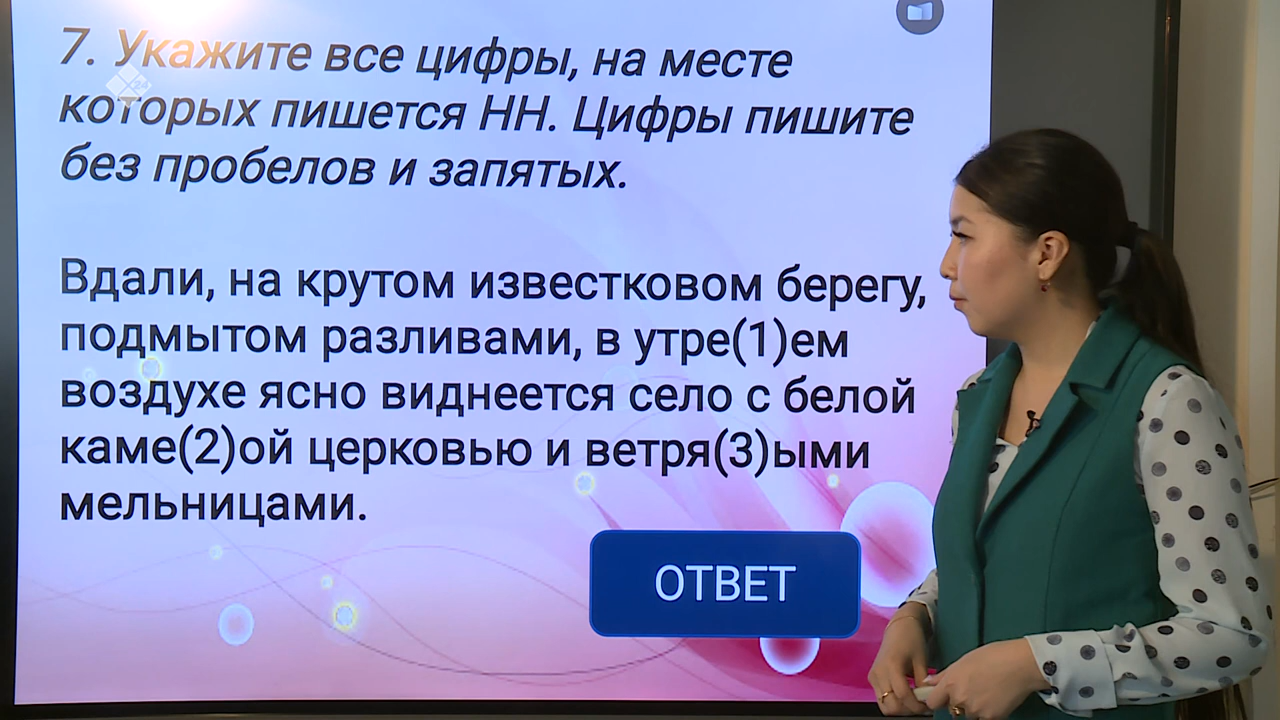 7. Укажите все цифры, на месте
которых пишется НН. Цифры пишите
без пробелов и запятых.
Вдали, на крутом известковом берегу,
подмытом разливами, в утре(1)ем
воздухе ясно виднеется село с белой
каме(2)ой церковью и ветря(3)ыми
мельницами.
ОТВЕТ
24